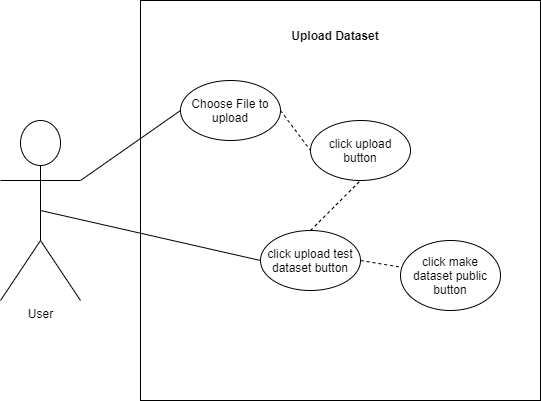 Upload Dataset
Choose File to
upload
click upload
button
click upload test
dataset button
click make
dataset public
button
User